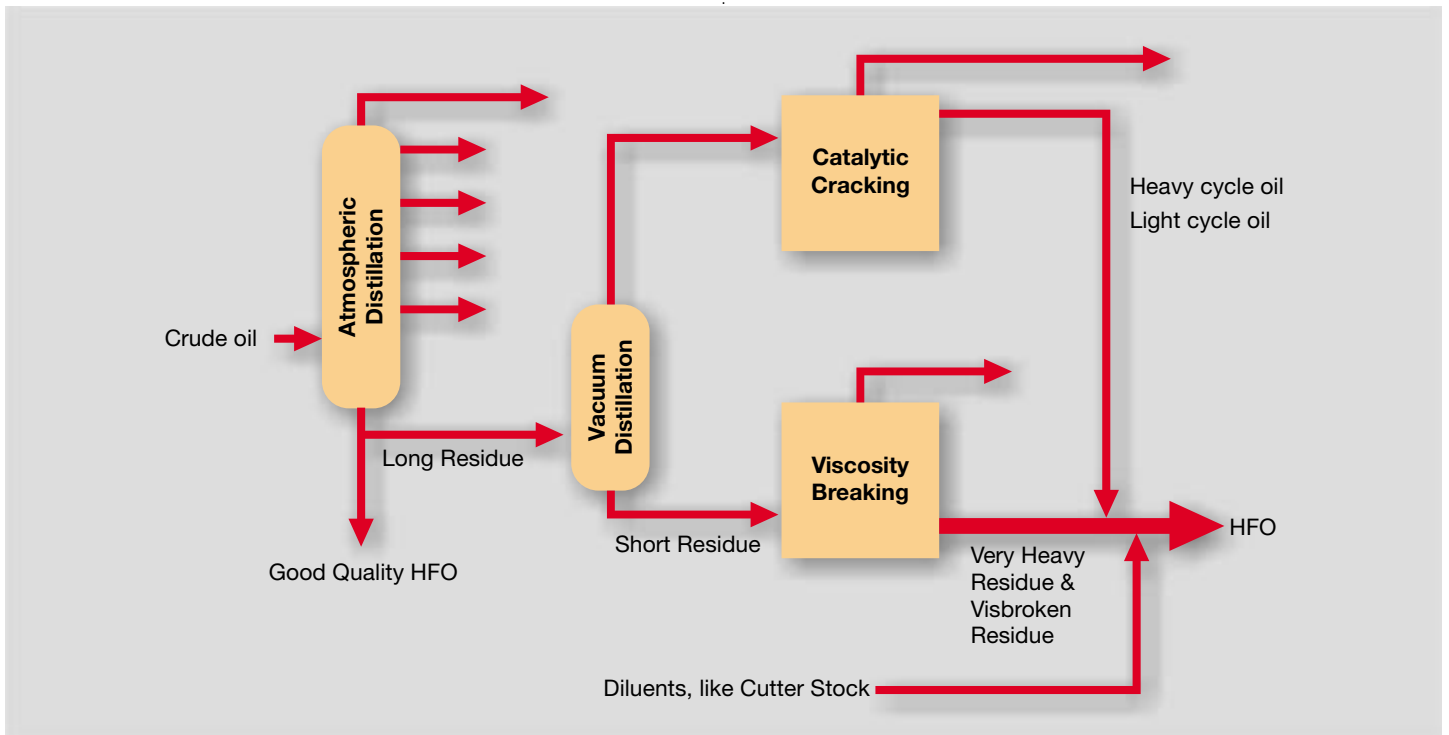 Catalytic
Cracking
Heavy cycle oil
Light cycle oil
Atmospheric
Distillation
Crude oil
Vacuum
Distillation
Long Residue
Viscosity
Breaking
Short Residue
HFO
Good Quality HFO
Very Heavy
Residue &
Visbroken
Residue
Diluents, like Cutter Stock